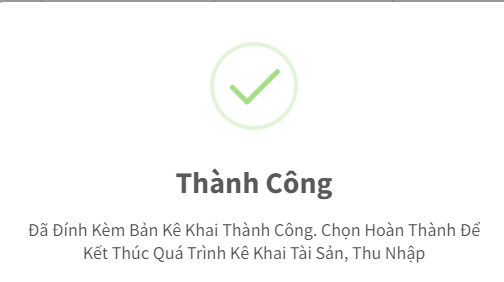 Thành Công
Đã Đính Kèm Bản Kê Khai Thành Công. Chọn Hoàn Thành Để
Kết Thúc Quá Trình Kê Khai Tài Sản, Thu Nhập